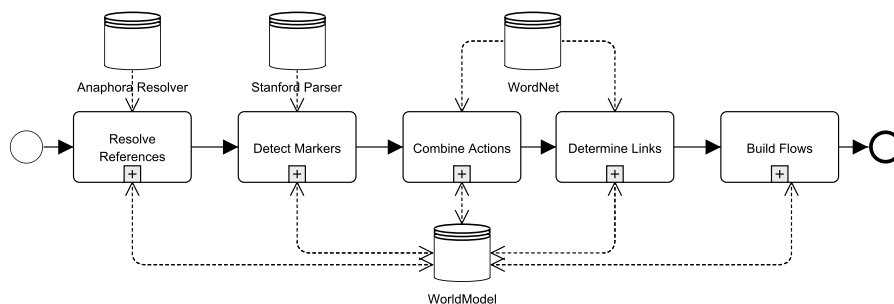 Anaphora Resolver
Stanford Parser
WordNet
Resolve
References
Detect Markers
Combine Actions
Determine Links
Build Flows
WorldModel